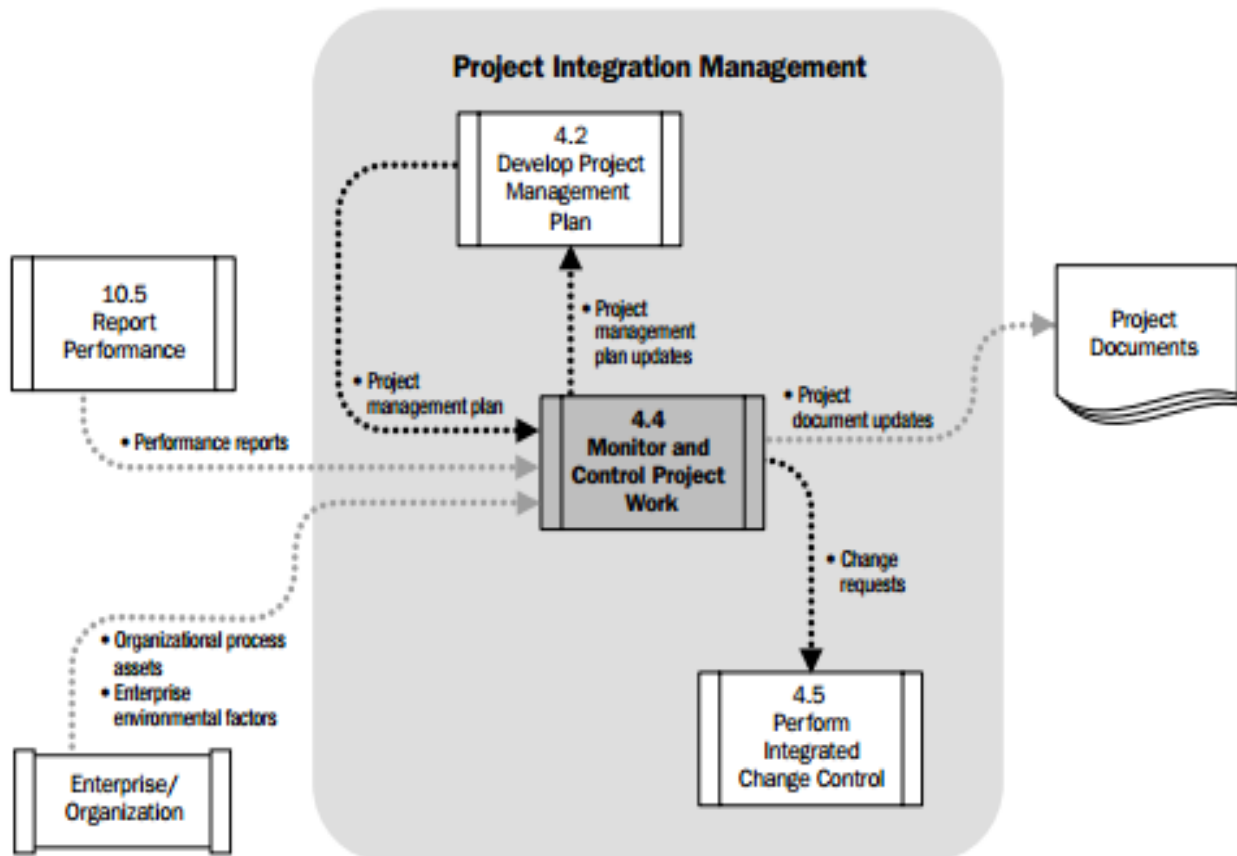 Project Integration Management
4.2
Develop Project
Management
Plan
10.5
Report
Performance
• Project
management
plan updates
Project
Documents
• Project
management plan
• Project
document updates
• Performance reports
4.4
Monitor and
Control Project
Work
• Change
requests
• Organizational process
assets
• Enterprise
environmental factors
4.5
Perform
Integrated
Change Control
Enterprise/
Organization